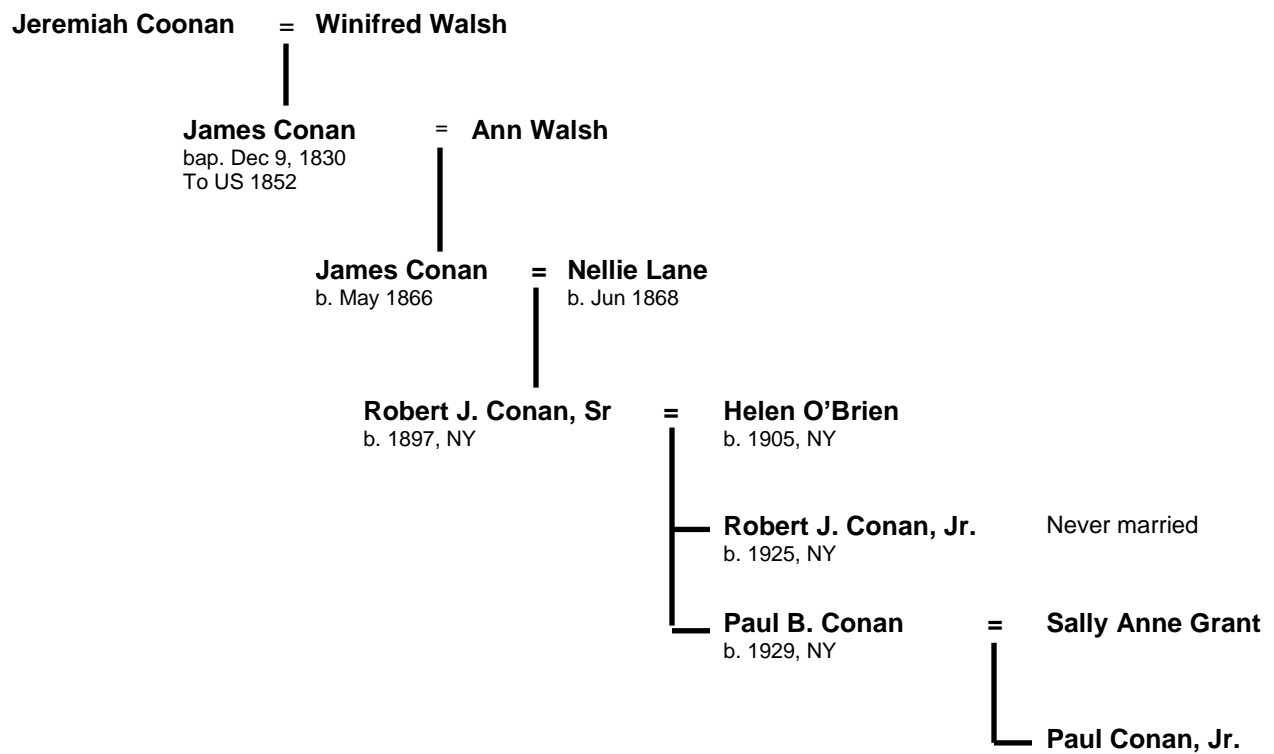 Jeremiah Coonan = Winifred Walsh
James Conan = Ann Walsh
bap. Dec 9, 1830
To US 1852
James Conan = Nellie Lane
b. May 1866 b. Jun 1868
Robert J. Conan, Sr = Helen O’Brien
b. 1897, NY b. 1905, NY
Robert J. Conan, Jr. Never married
b. 1925, NY
Paul B. Conan = Sally Anne Grant
b. 1929, NY
Paul Conan, Jr.